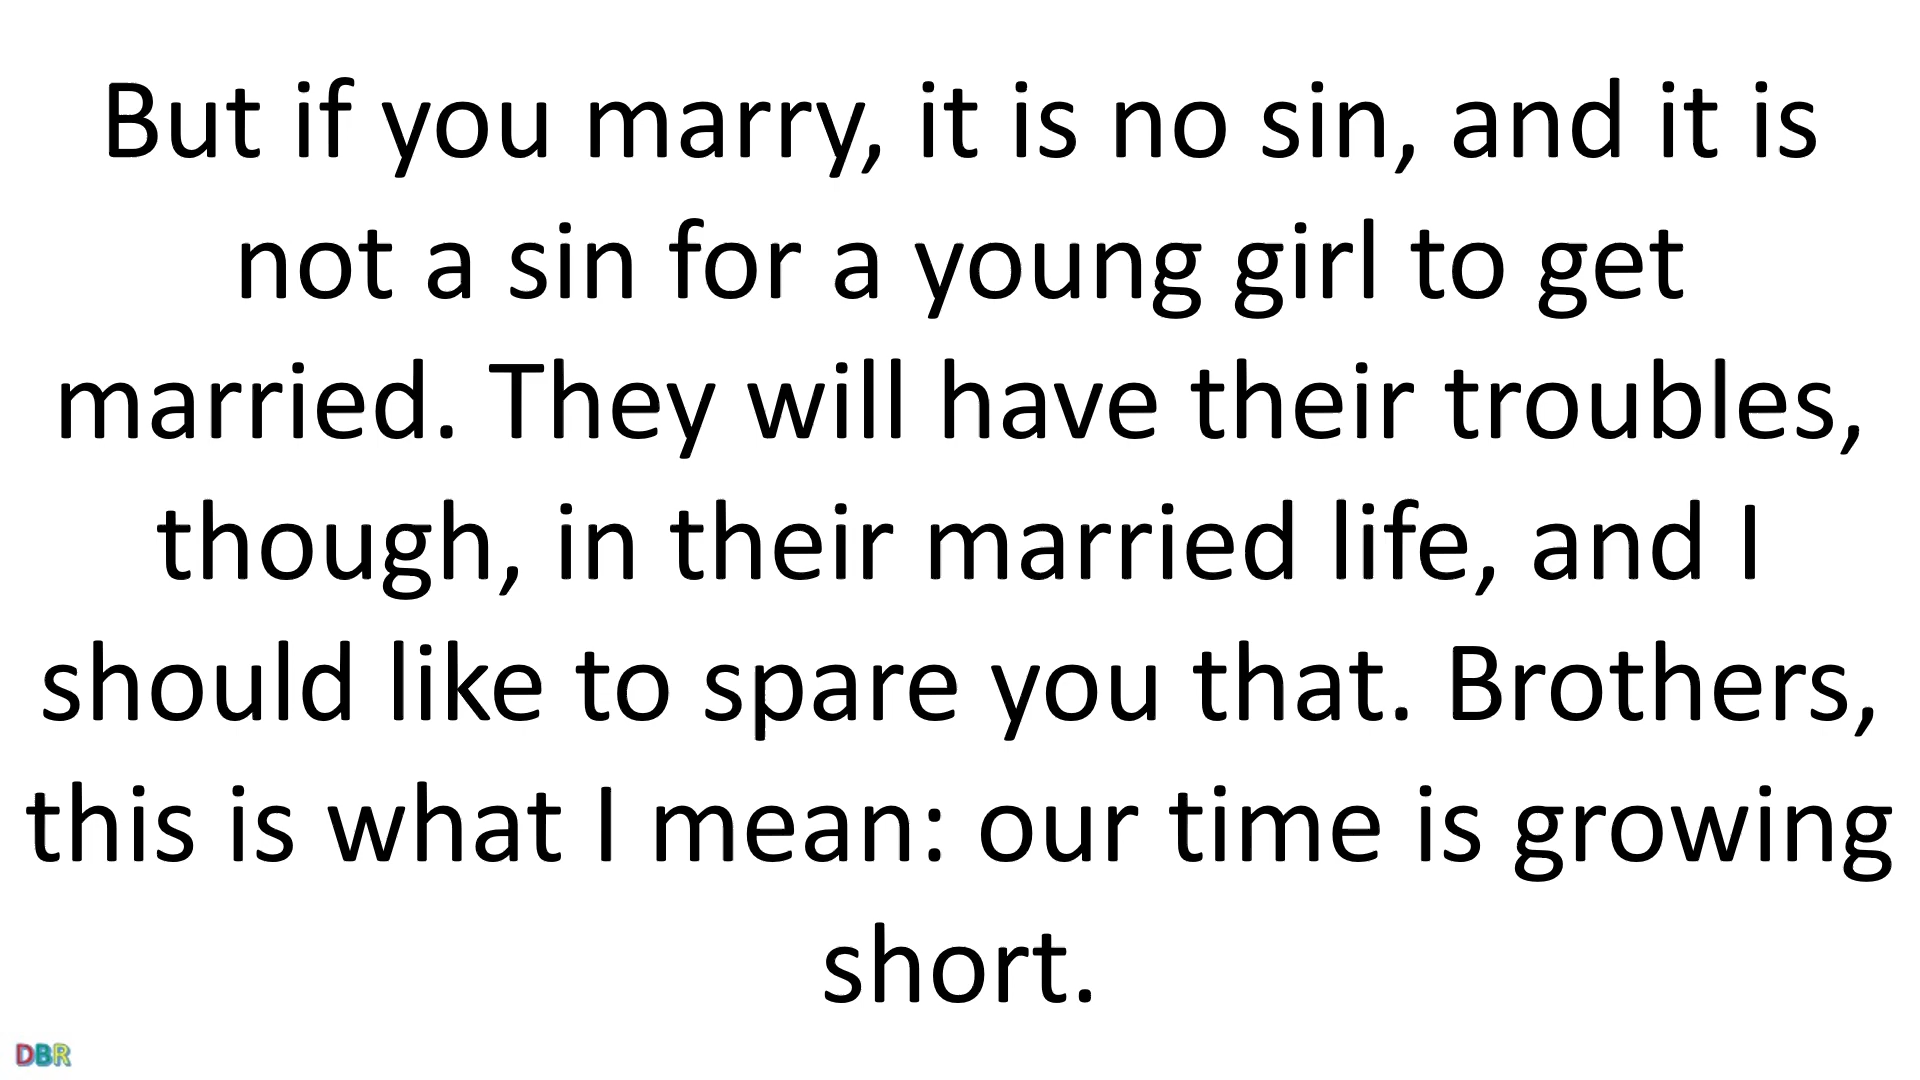 But if you marry, it is no sin, and it is
not a sin for a young girl to get
married. They will have their troubles,
though, in their married life, and I
should like to spare you that. Brothers,
this is what I mean: our time is growing
short.
DBR